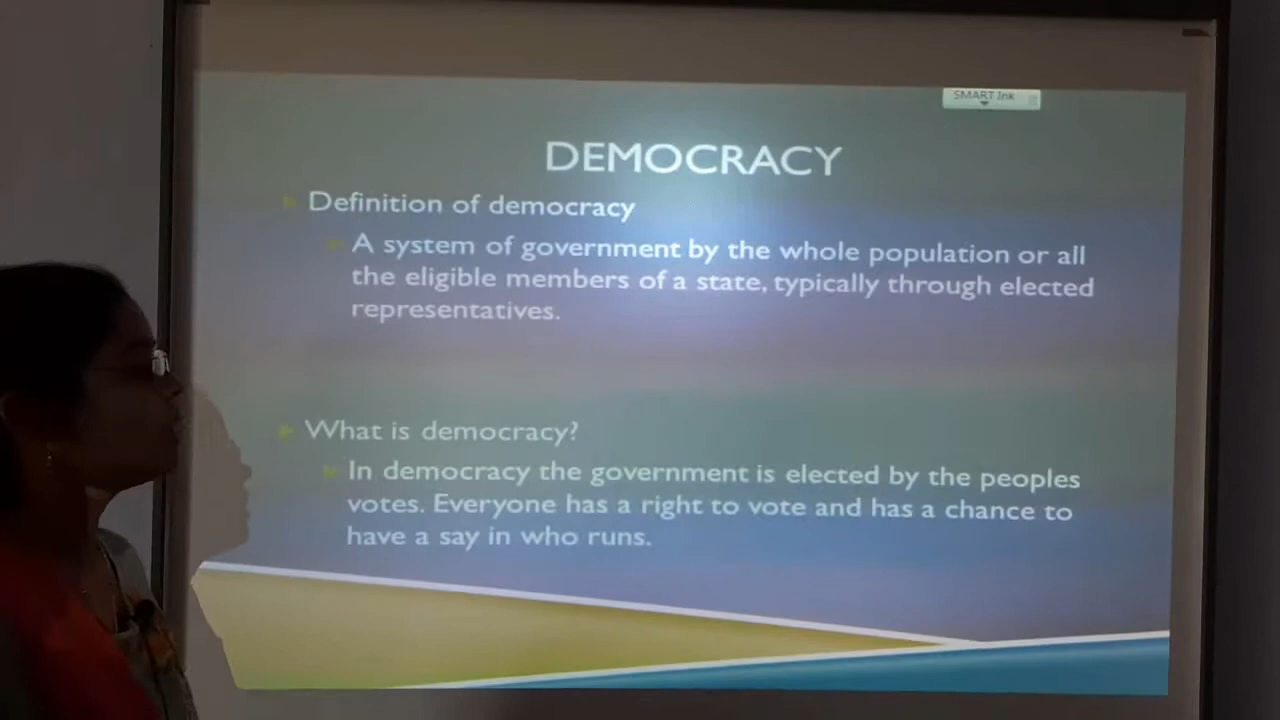 SMART Ink
DEMOCRACY
Definition of democracy
A system of government by the whole population or all
the eligible members of a state, typically through elected
representatives.
What is democracy?
In democracy the government is elected by the peoples
votes. Everyone has a right to vote and has a chance to
have a say in who runs.